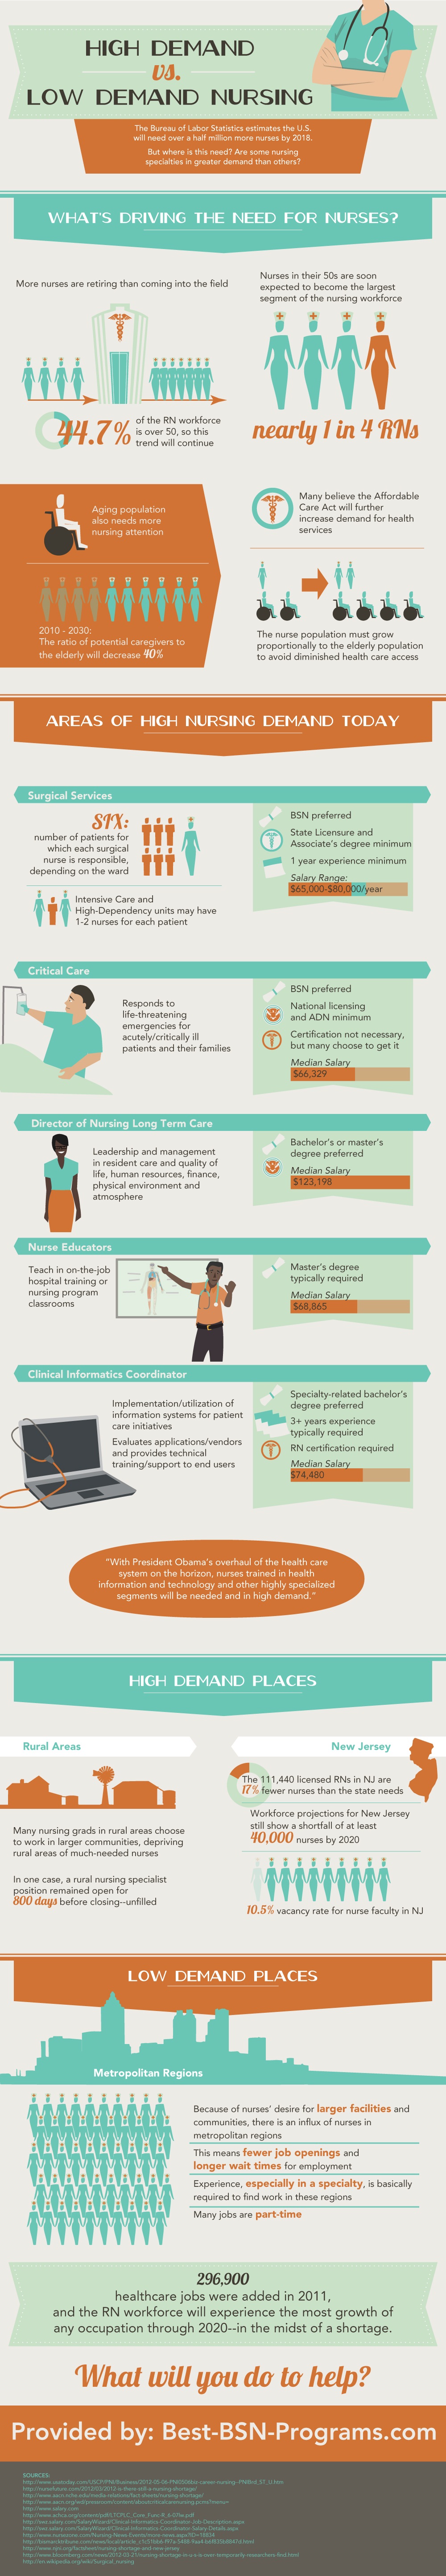 HIGH DEMAND
vs.
LOW DEMAND NURSING
The Bureau of Labor Statistics estimates the U.S.
will need over a half million more nurses by 2018.
But where is this need? Are some nursing
specialties in greater demand than others?
WHAT'S DRIVING THE NEED FOR NURSES?
More nurses are retiring than coming into the field
44.7%
of the RN workforce
is over 50, so this
trend will continue
Nurses in their 50s are soon
expected to become the largest
segment of the nursing workforce
nearly 1 in 4 RNs
Aging population
also needs more
nursing attention
2010 - 2030:
The ratio of potential caregivers to
the elderly will decrease 40%
Many believe the Affordable
Care Act will further
increase demand for health
services
The nurse population must grow
proportionally to the elderly population
to avoid diminished health care access
AREAS OF HIGH NURSING DEMAND TODAY
Surgical Services
SIX:
number of patients for
which each surgical
nurse is responsible,
depending on the ward
Intensive Care and
High-Dependency units may have
1-2 nurses for each patient
BSN preferred
State Licensure and
Associate's degree minimum
1 year experience minimum
Salary Range:
$65,000-$80,000/year
Critical Care
Responds to
life-threatening
emergencies for
acutely/critically ill
patients and their families
BSN preferred
National licensing
and ADN minimum
Certification not necessary,
but many choose to get it
Median Salary
$66,329
Director of Nursing Long Term Care
Leadership and management
in resident care and quality of
life, human resources, finance,
physical environment and
atmosphere
Bachelor's or master's
degree preferred
Median Salary
$123,198
Nurse Educators
Teach in on-the-job
hospital training or
nursing program
classrooms
Master's degree
typically required
Median Salary
$68,865
Clinical Informatics Coordinator
Implementation/utilization of
information systems for patient
care initiatives
Evaluates applications/vendors
and provides technical
training/support to end users
Specialty-related bachelor's
degree preferred
3+ years experience
typically required
RN certification required
Median Salary
$74,480
"With President Obama's overhaul of the health care
system on the horizon, nurses trained in health
information and technology and other highly specialized
segments will be needed and in high demand."
HIGH DEMAND PLACES
Rural Areas
Many nursing grads in rural areas choose
to work in larger communities, depriving
rural areas of much-needed nurses
In one case, a rural nursing specialist
position remained open for
800 days before closing--unfilled
New Jersey
The 111,440 licensed RNs in NJ are
17% fewer nurses than the state needs
Workforce projections for New Jersey
still show a shortfall of at least
40,000 nurses by 2020
10.5% vacancy rate for nurse faculty in NJ
LOW DEMAND PLACES
Metropolitan Regions
Because of nurses' desire for larger facilities and
communities, there is an influx of nurses in
metropolitan regions
This means fewer job openings and
longer wait times for employment
Experience, especially in a specialty, is basically
required to find work in these regions
Many jobs are part-time
296,900
healthcare jobs were added in 2011,
and the RN workforce will experience the most growth of
any occupation through 2020--in the midst of a shortage.
What will you do to help?
Provided by: Best-BSN-Programs.com
SOURCES:
http://www.salary.com
http://en.wikipedia.org/wiki/Surgical_nursing